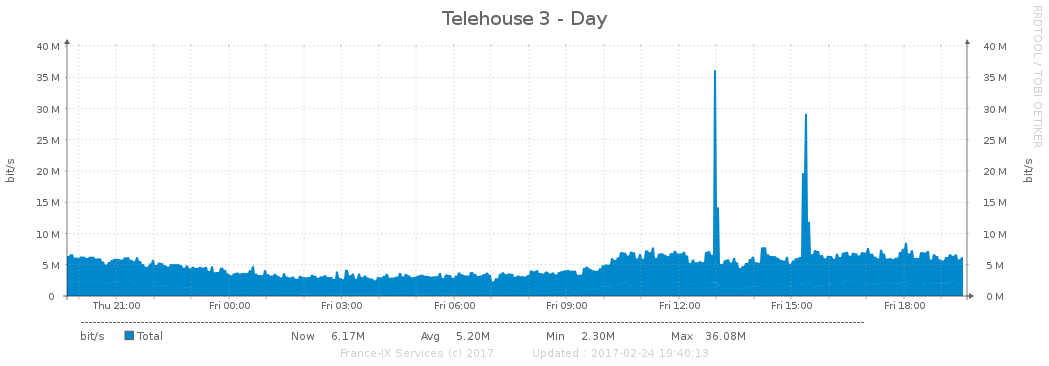 Telehouse 3 - Day
RRDTOOL / TOBI OETIKER
bit/s
40 M 40 M
35 M 35 M
30 M 30 M
25 M 25 M
20 M 20 M
15 M 15 M
10 M 10 M
5 M 5 M
0 0 M
bit/s
Thu 21:00 Fri 00:00 Fri 03:00 Fri 06:00 Fri 09:00 Fri 12:00 Fri 15:00 Fri 18:00
bit/s Total Now 6.17M Avg 5.20M Min 2.30M Max 36.08M
France-IX Services (c) 2017 Updated : 2017-02-24 19:40:13